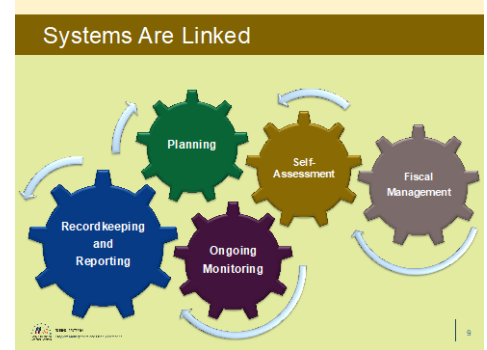 Systems Are Linked
Planning
Self-
Assessment
Fiscal
Management
Recordkeeping
and
Reporting
Ongoing
Monitoring
9